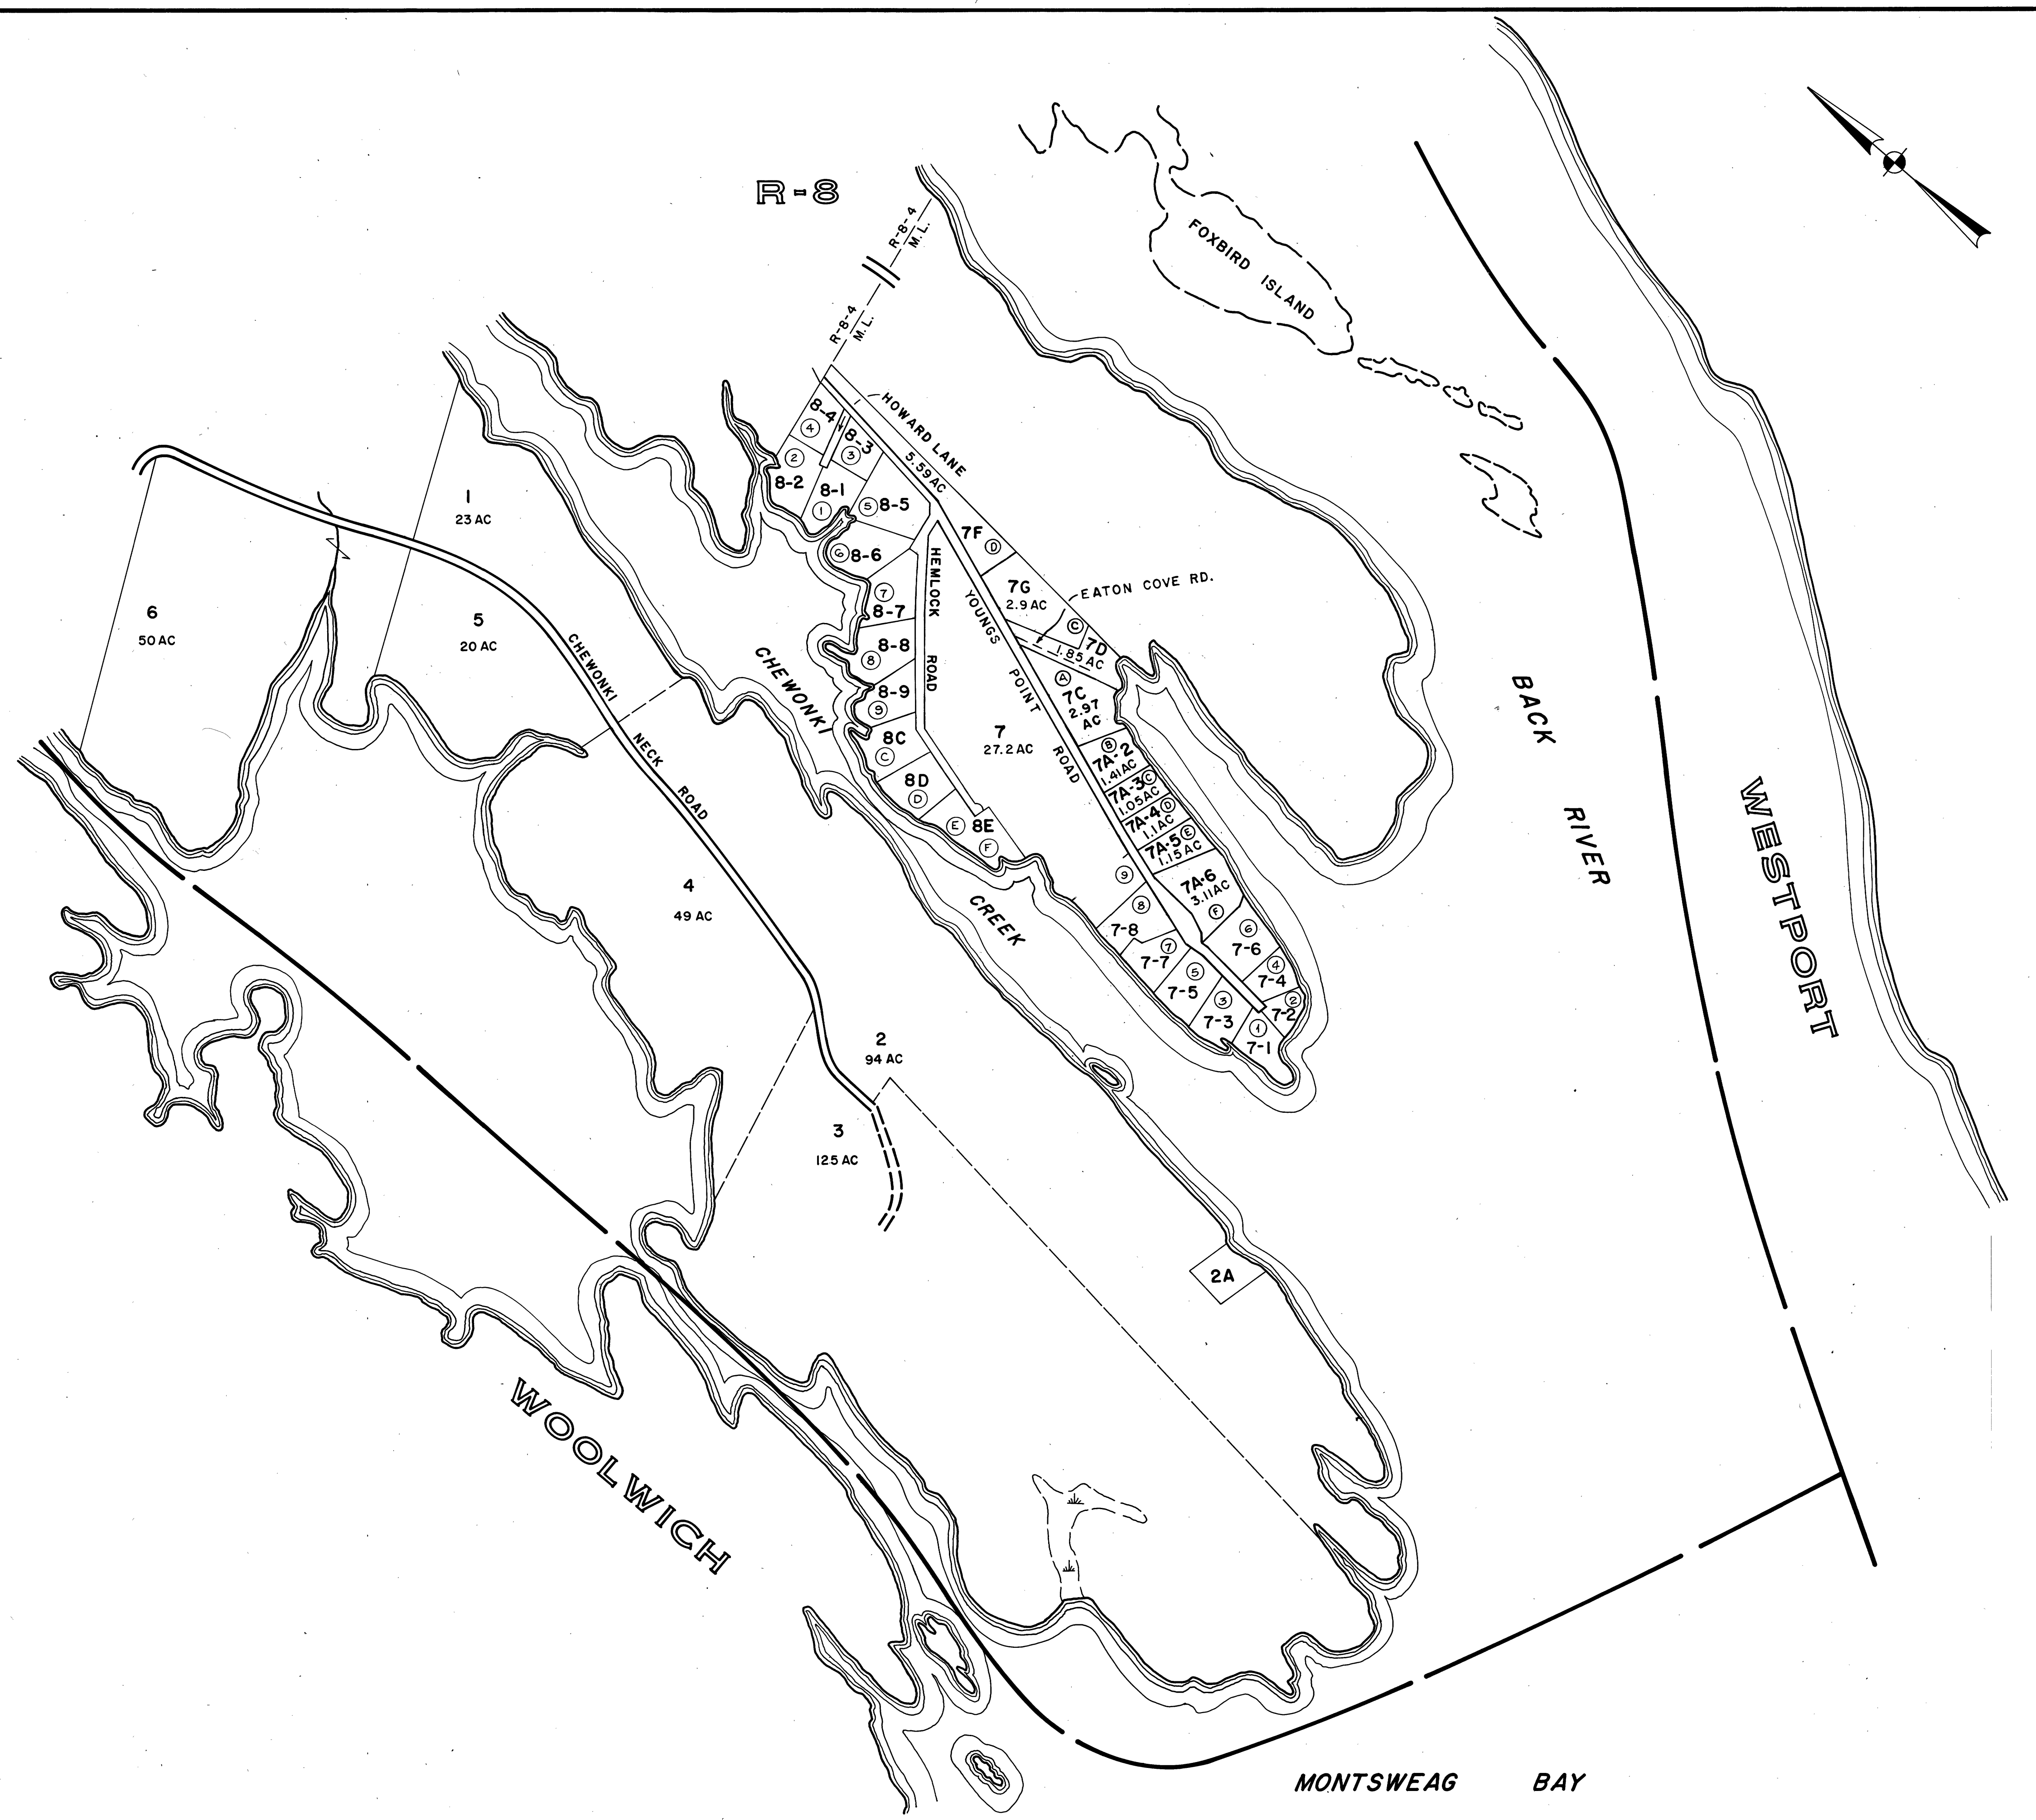 R-8
R-8-4
M.L.
R-8-4
M.L.
FOXBIRD ISLAND
HOWARD LANE
5.59 AC
8-4
4
8-3
3
2
8-2
8-1
1
5
8-5
6
8-6
7
8-7
8-8
8
8-9
9
8C
C
8D
D
E
8E
F
HEMLOCK ROAD
7F
D
7G
2.9 AC
C
EATON COVE RD.
7D
1.85 AC
YOUNGS POINT ROAD
A
7C
2.97
AC
7
27.2 AC
B
7A-2
1.41 AC
7A-3
C
1.05 AC
7A-4
D
1.1 AC
7A-5
E
1.15 AC
7A-6
3.11 AC
F
9
8
7-8
7
7-7
6
7-6
5
7-5
4
7-4
3
7-3
2
7-2
1
7-1
1
23 AC
6
50 AC
5
20 AC
CHEWONKI NECK ROAD
CHEWONKI CREEK
4
49 AC
2
94 AC
3
125 AC
2A
BACK RIVER
WESTPORT
WOOLWICH
MONTSWEAG BAY